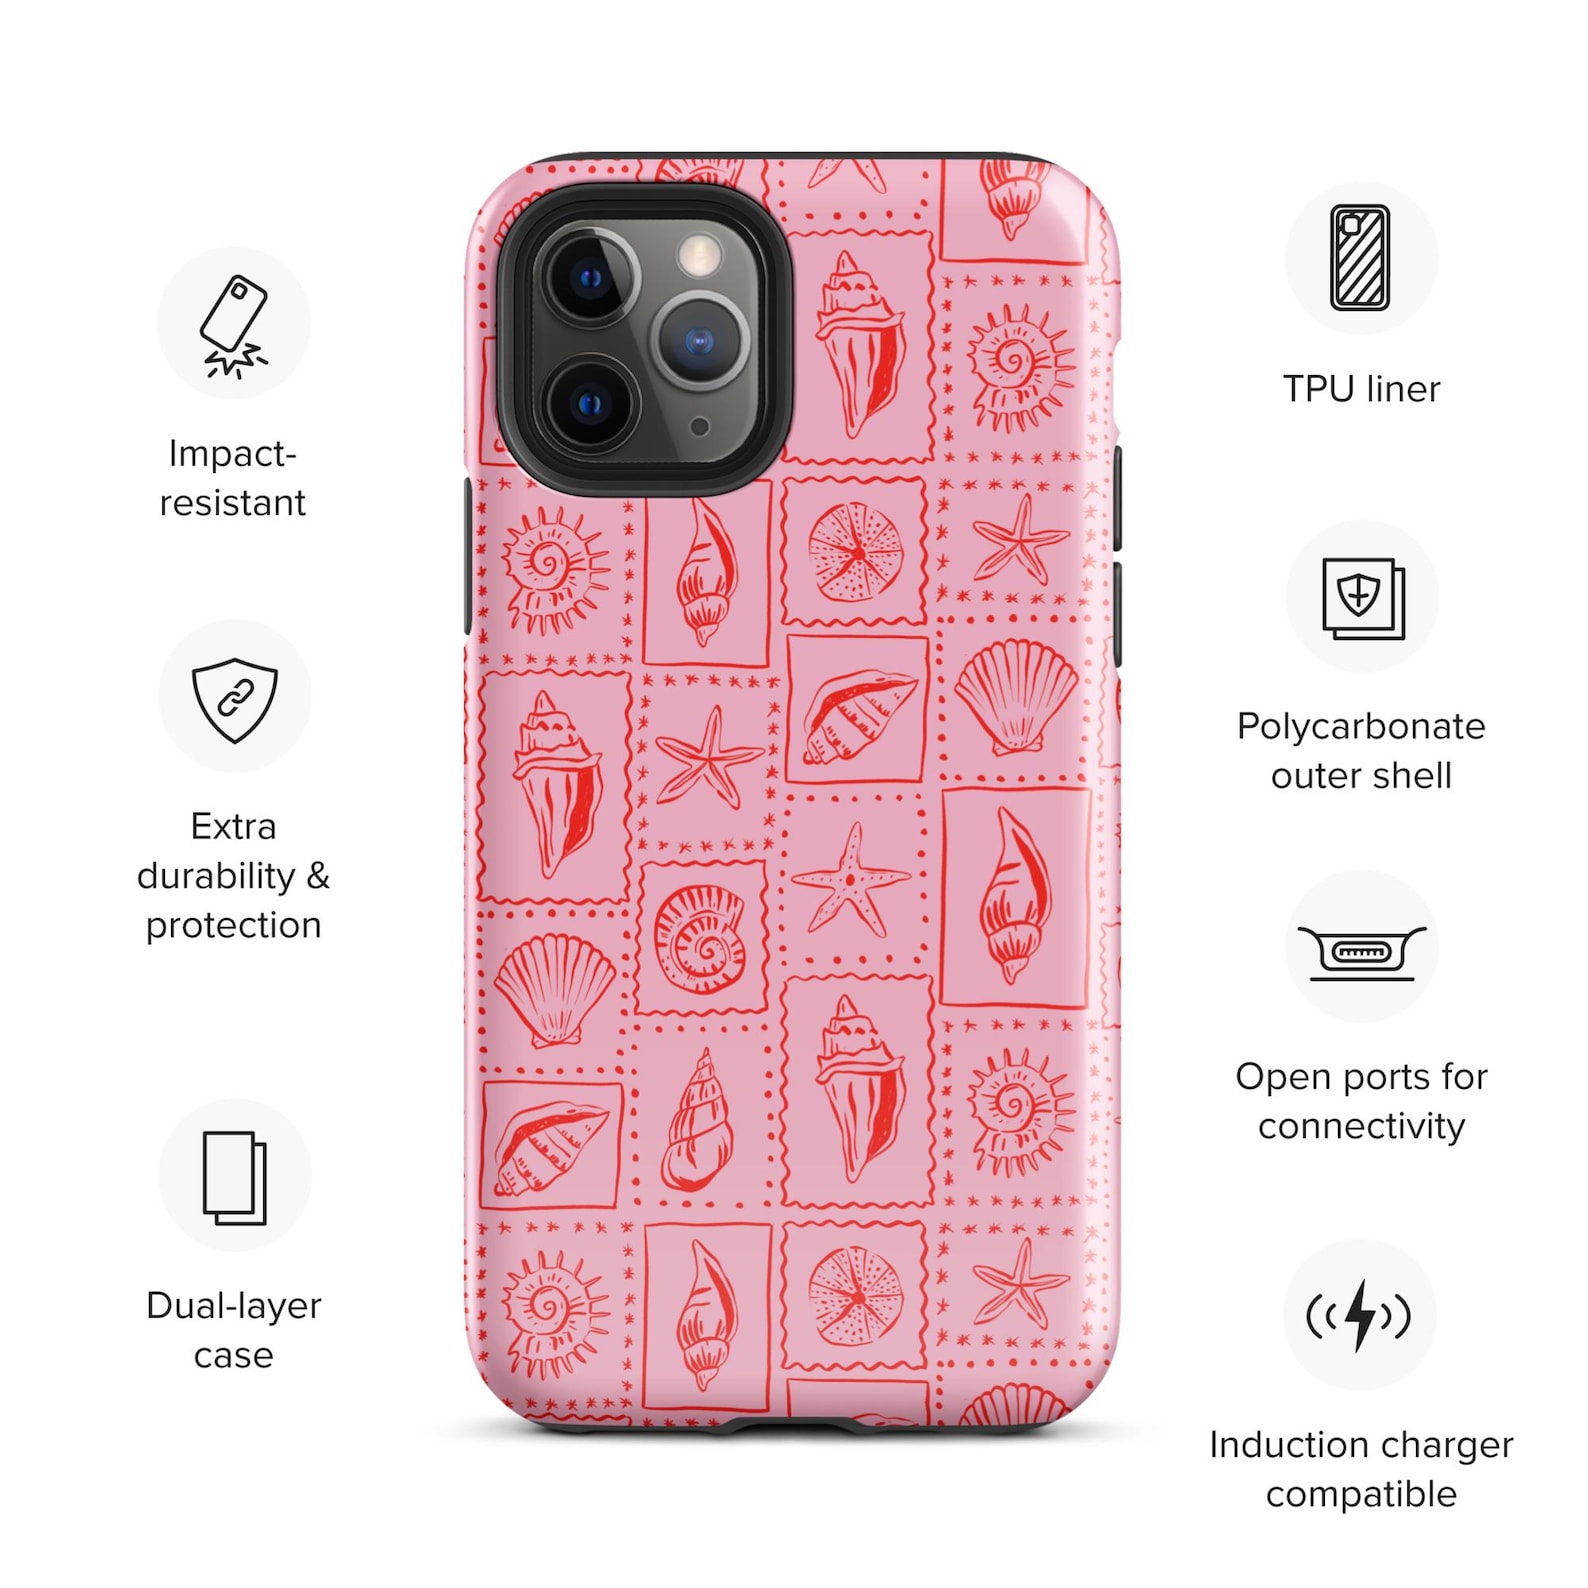 Impact-
resistant
Extra
durability &
protection
Dual-layer
case
TPU liner
Polycarbonate
outer shell
Open ports for
connectivity
Induction charger
compatible